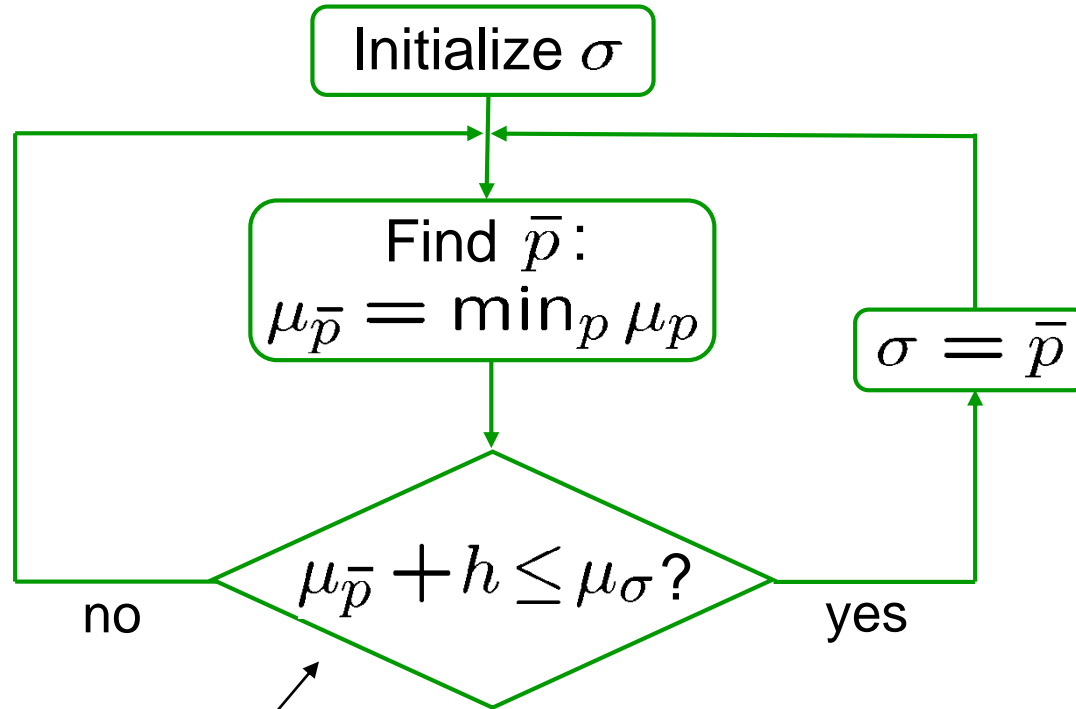 Initialize σ
Find p̄:
μ_p̄ = min_p μ_p
σ = p̄
μ_p̄ + h ≤ μ_σ?
no
yes